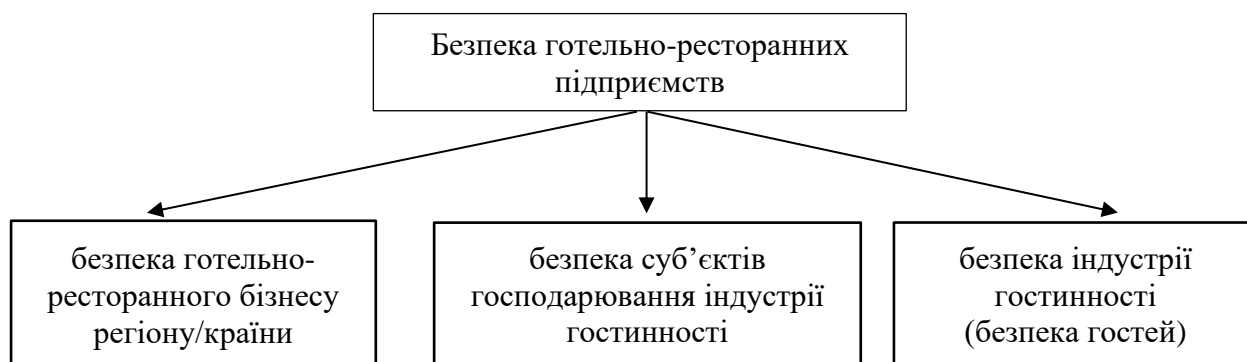 Безпека готельно-ресторанних
підприємств
безпека готельно-
ресторанного бізнесу
регіону/країни
безпека суб’єктів
господарювання індустрії
гостинності
безпека індустрії
гостинності
(безпека гостей)